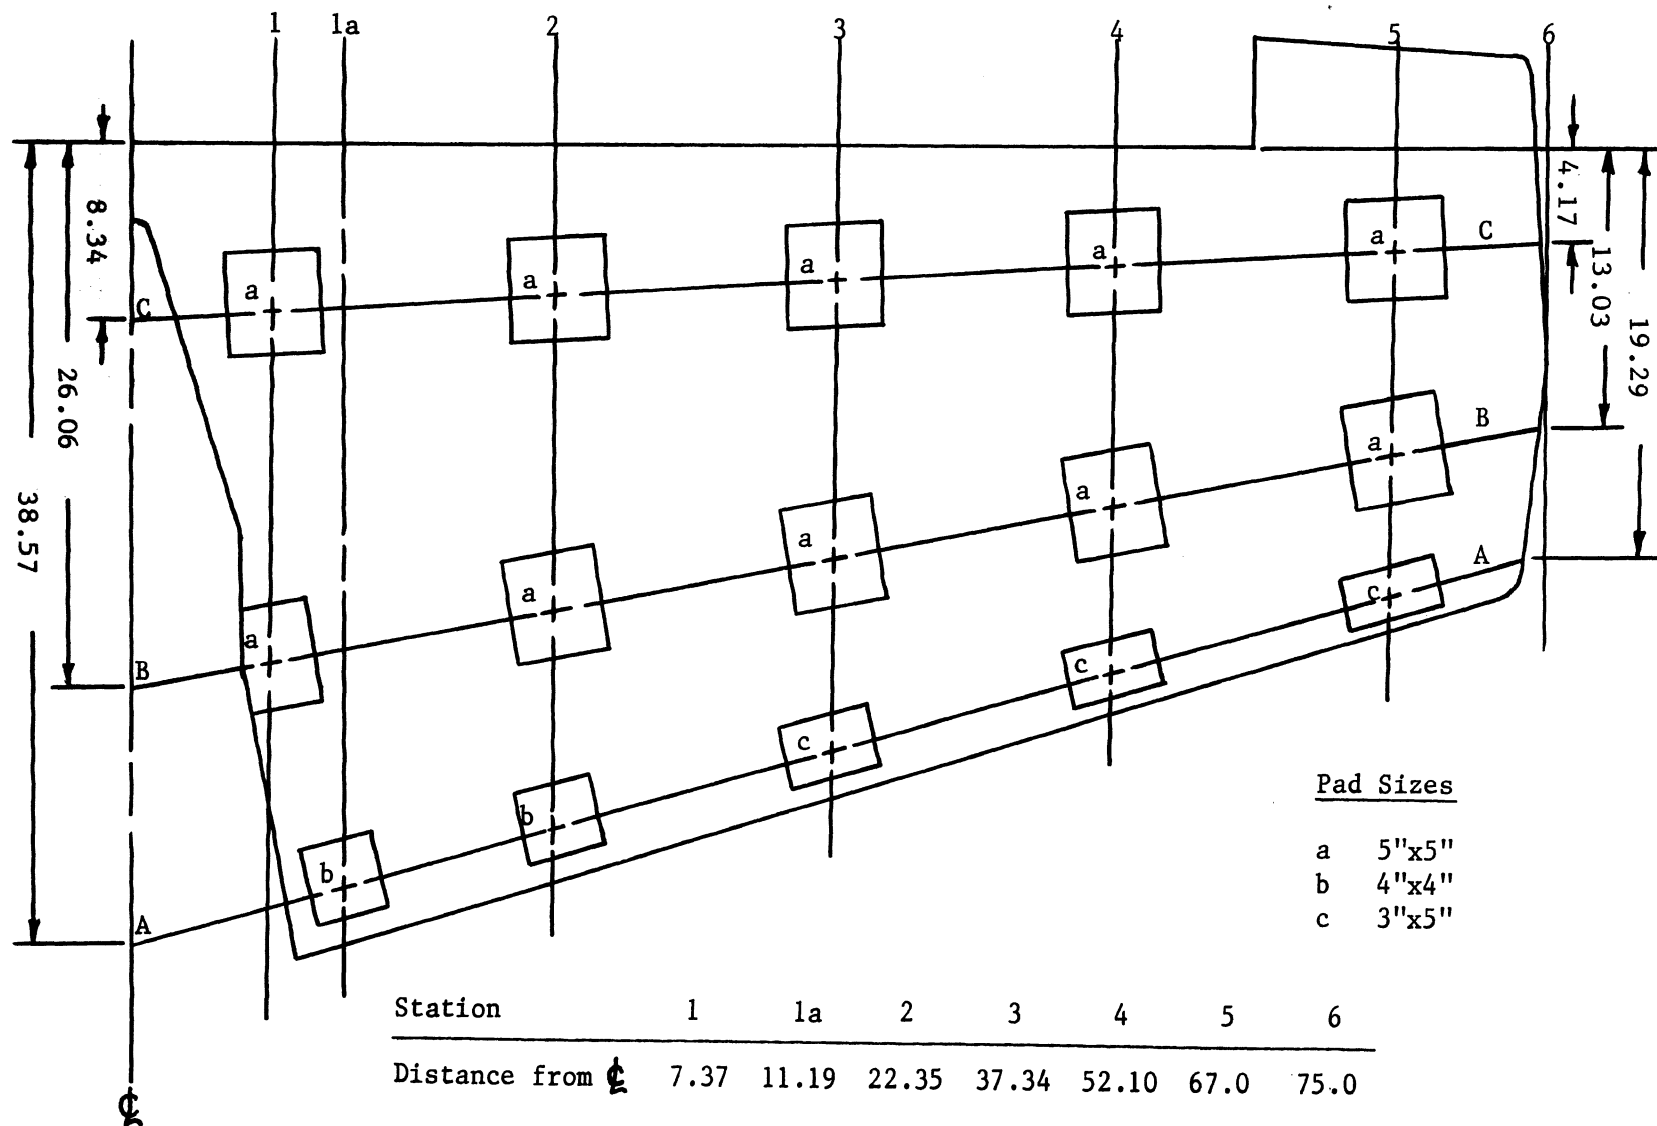 1 1a 2 3 4 5 6
8.34
26.06
38.57
4.17
13.03
19.29
C a a a a a C
B a a a a a B
A b b c c c A
Pad Sizes
a 5"x5"
b 4"x4"
c 3"x5"
Station 1 1a 2 3 4 5 6
Distance from ℄ 7.37 11.19 22.35 37.34 52.10 67.0 75.0
℄